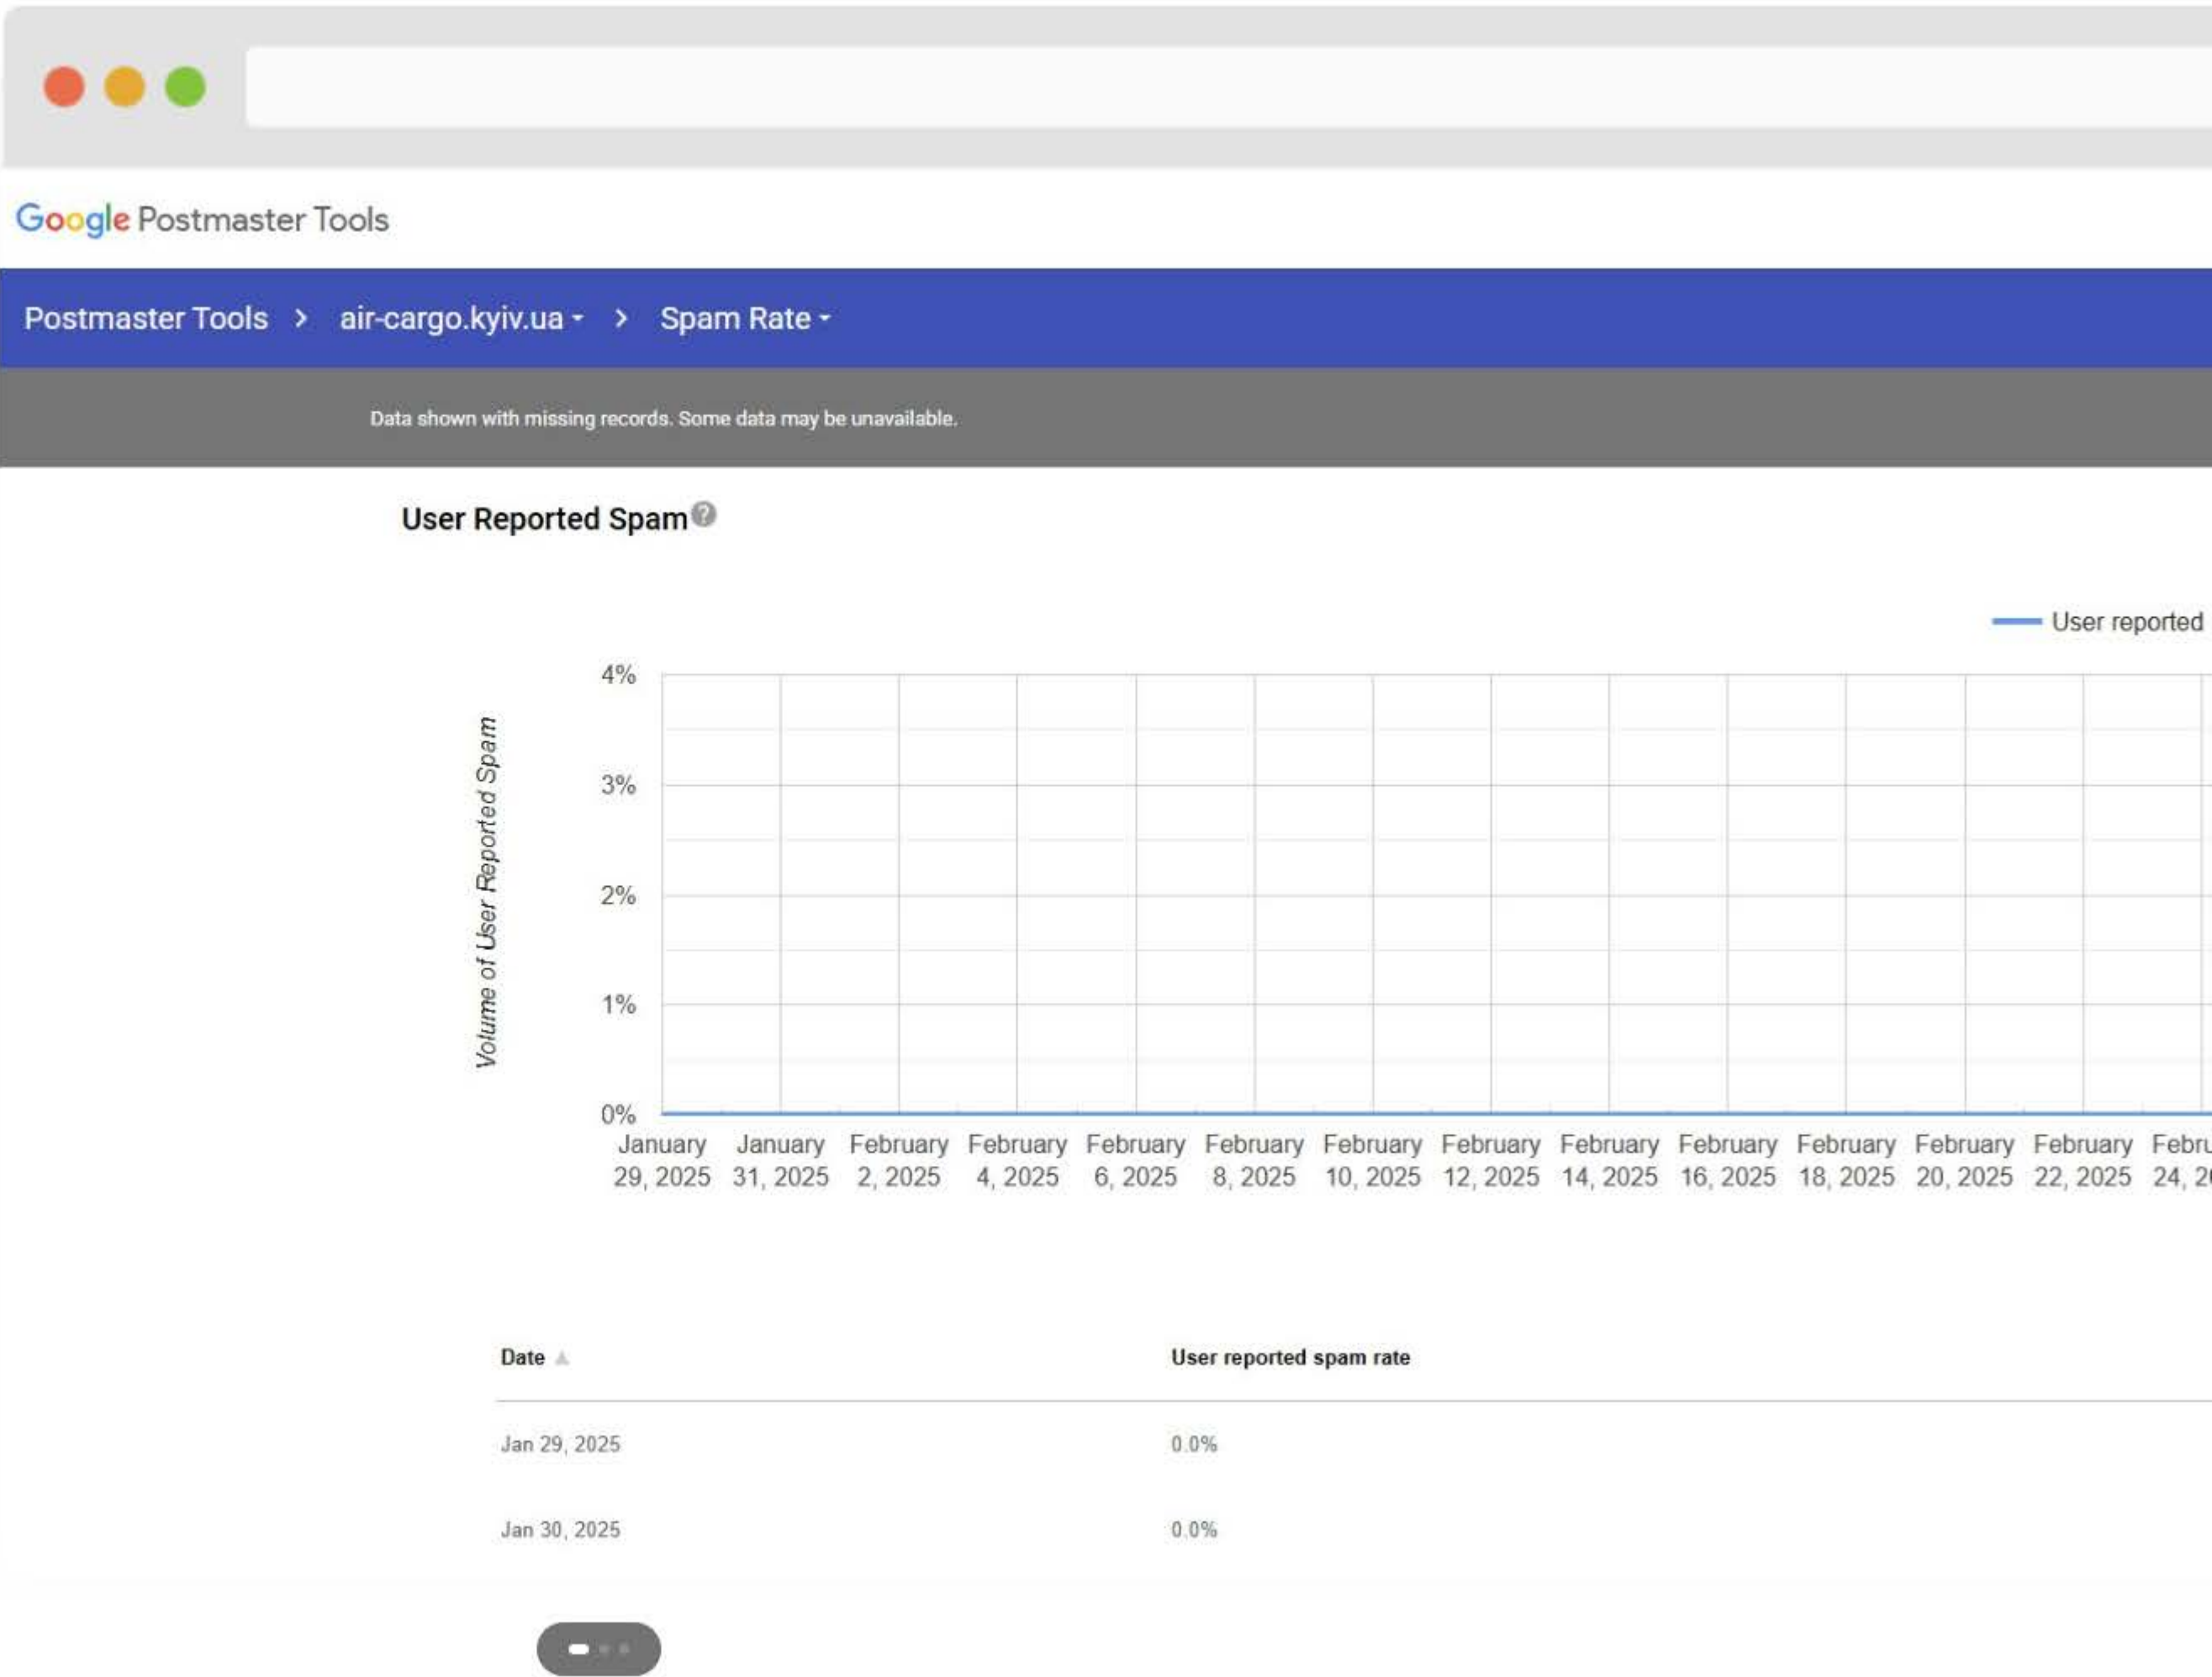 Google Postmaster Tools
Postmaster Tools > air-cargo.kyiv.ua > Spam Rate
Data shown with missing records. Some data may be unavailable.
User Reported Spam ?
User reported
4%
3%
2%
1%
0%
Volume of User Reported Spam
January January February February February February February February February February February February February Febru
29, 2025 31, 2025 2, 2025 4, 2025 6, 2025 8, 2025 10, 2025 12, 2025 14, 2025 16, 2025 18, 2025 20, 2025 22, 2025 24, 2
Date User reported spam rate
Jan 29, 2025 0.0%
Jan 30, 2025 0.0%